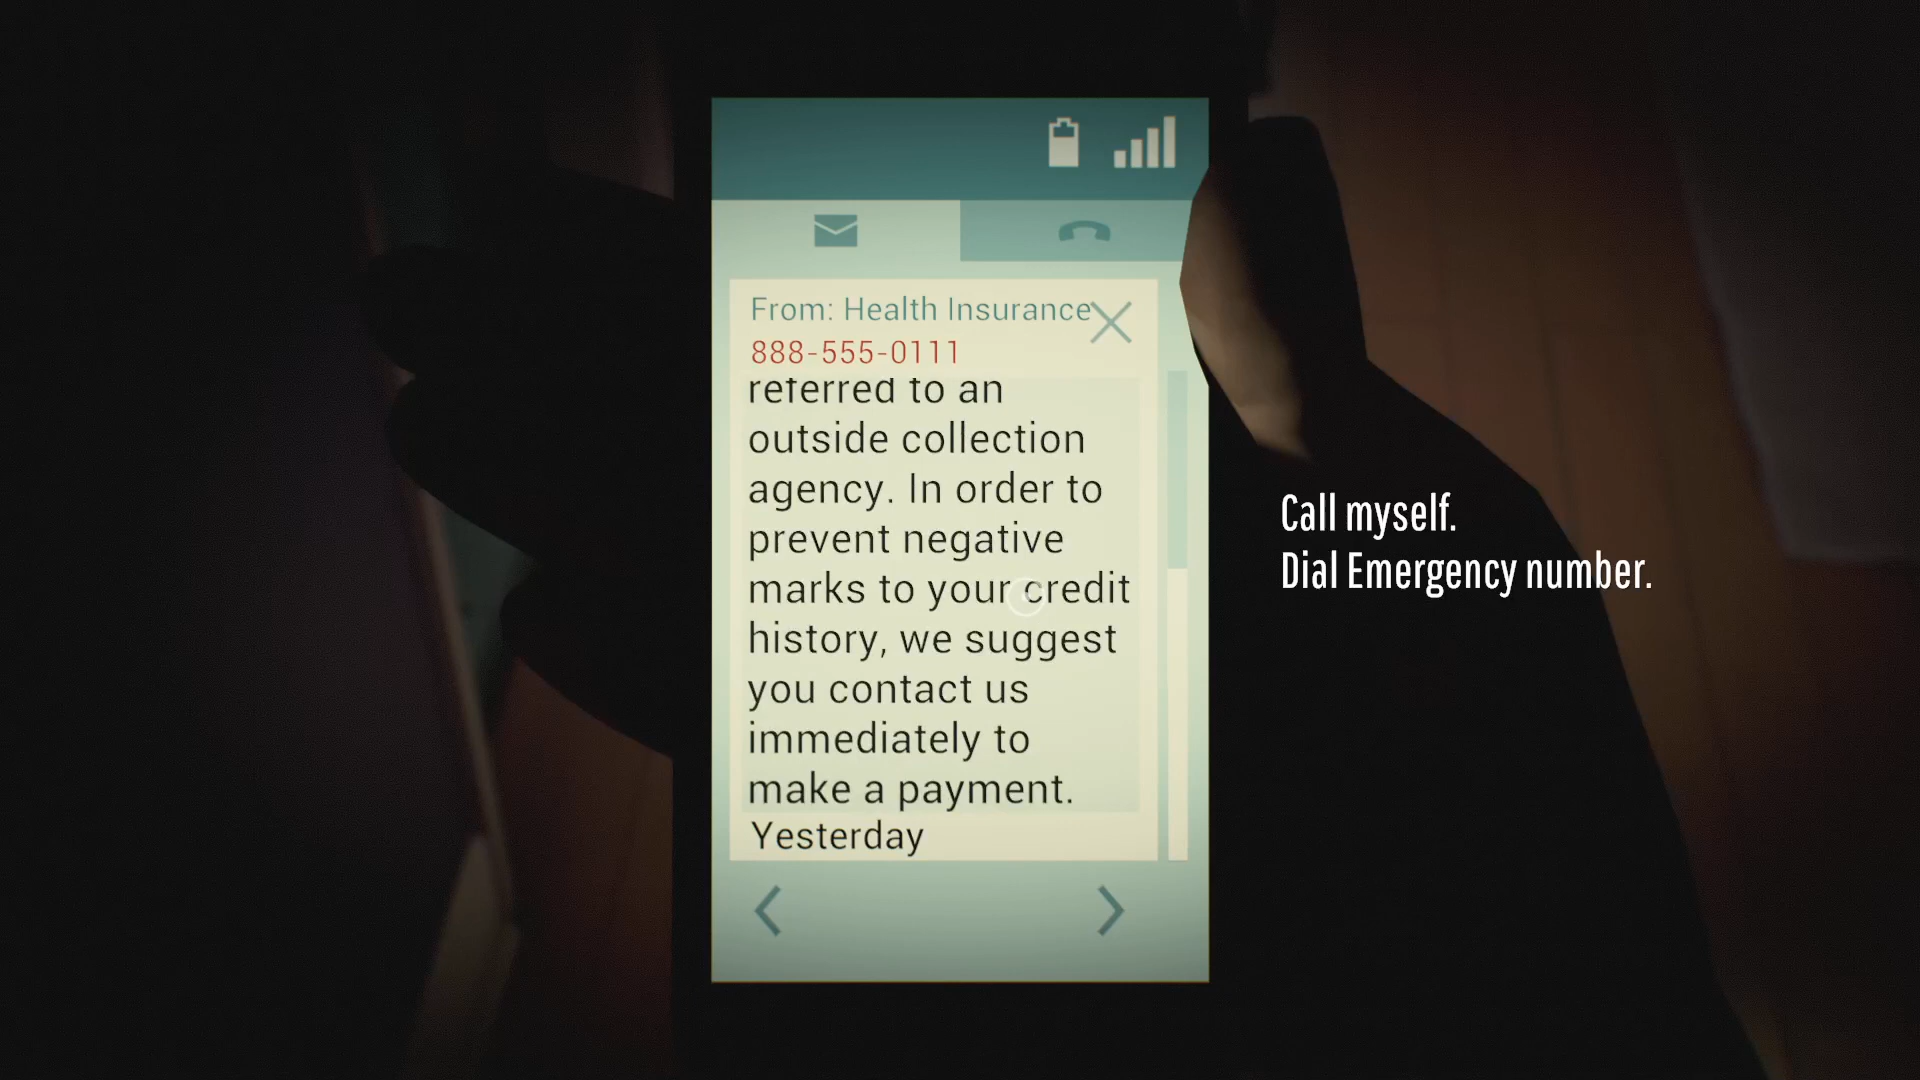 From: Health Insurance
888-555-0111
referred to an
outside collection
agency. In order to
prevent negative
marks to your credit
history, we suggest
you contact us
immediately to
make a payment.
Yesterday
Call myself.
Dial Emergency number.